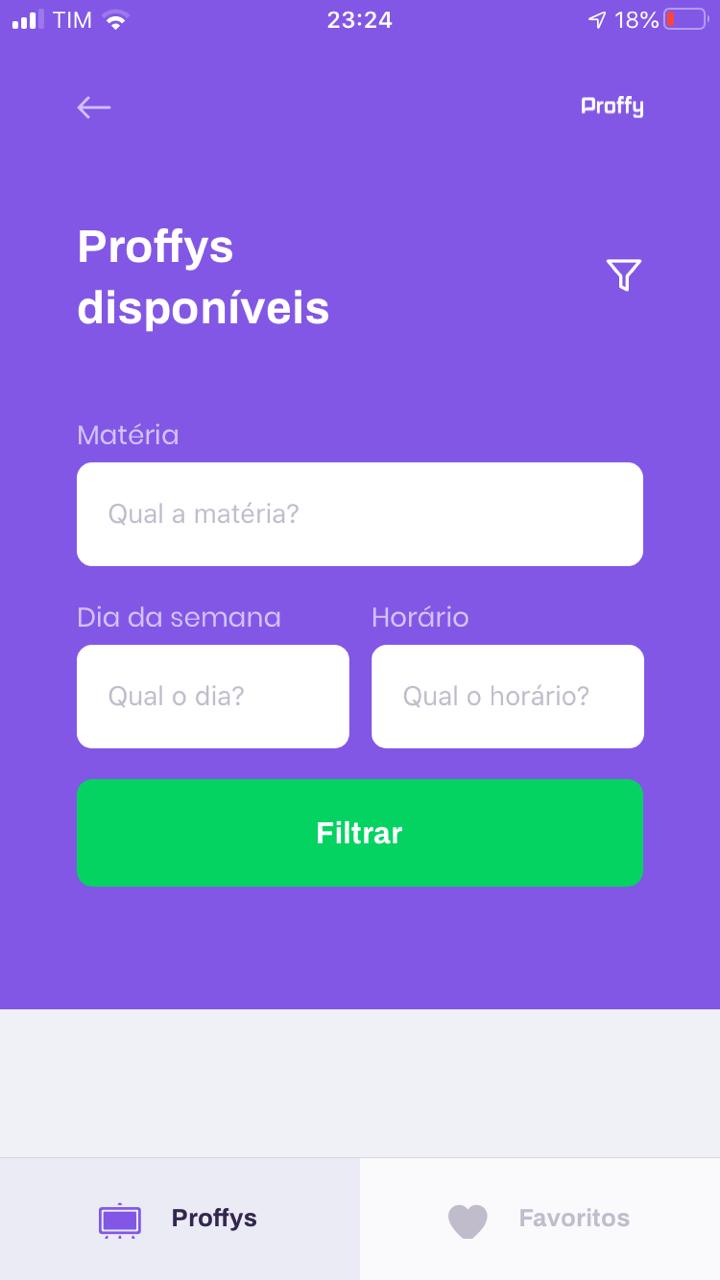 TIM 23:24 18%
Proffy
Proffys
disponíveis
Matéria
Qual a matéria?
Dia da semana Horário
Qual o dia? Qual o horário?
Filtrar
Proffys Favoritos